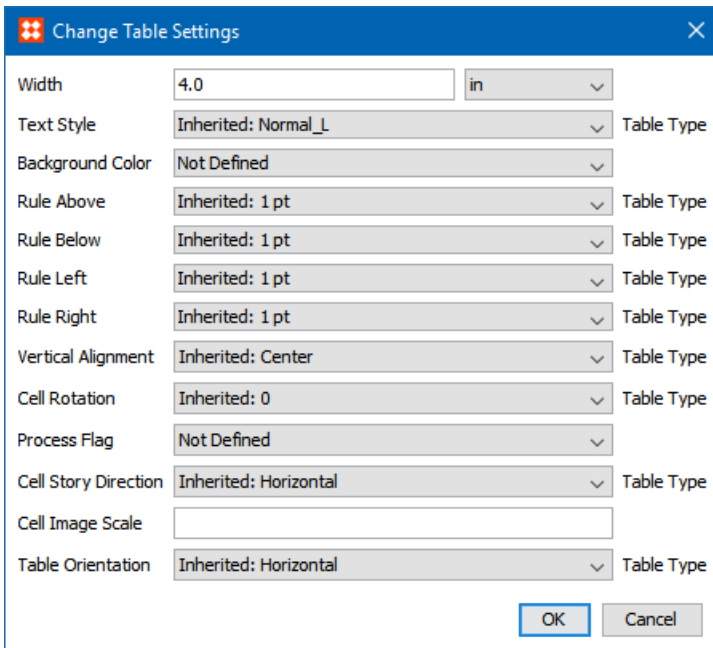 Change Table Settings
Width 4.0 in
Text Style Inherited: Normal_L Table Type
Background Color Not Defined
Rule Above Inherited: 1 pt Table Type
Rule Below Inherited: 1 pt Table Type
Rule Left Inherited: 1 pt Table Type
Rule Right Inherited: 1 pt Table Type
Vertical Alignment Inherited: Center Table Type
Cell Rotation Inherited: 0 Table Type
Process Flag Not Defined
Cell Story Direction Inherited: Horizontal Table Type
Cell Image Scale
Table Orientation Inherited: Horizontal Table Type
OK Cancel